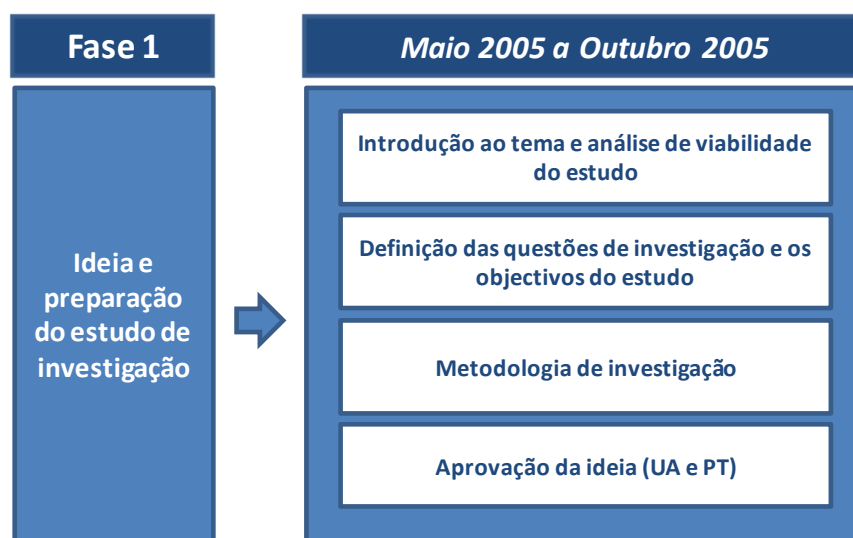 Fase 1
Maio 2005 a Outubro 2005
Ideia e
preparação
do estudo de
investigação
Introdução ao tema e análise de viabilidade
do estudo
Definição das questões de investigação e os
objectivos do estudo
Metodologia de investigação
Aprovação da ideia (UA e PT)